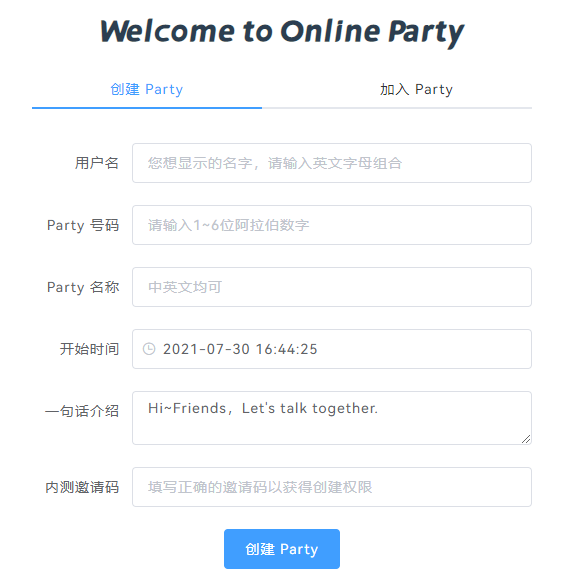 Welcome to Online Party
创建 Party 加入 Party
用户名 您想显示的名字，请输入英文字母组合
Party 号码 请输入1~6位阿拉伯数字
Party 名称 中英文均可
开始时间 2021-07-30 16:44:25
一句话介绍 Hi~Friends，Let's talk together.
内测邀请码 填写正确的邀请码以获得创建权限
创建 Party